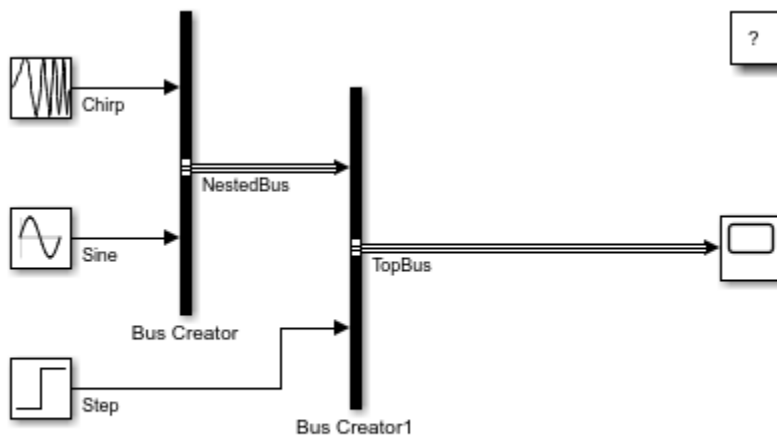 ?
Chirp
NestedBus
Sine
TopBus
Bus Creator
Step
Bus Creator1